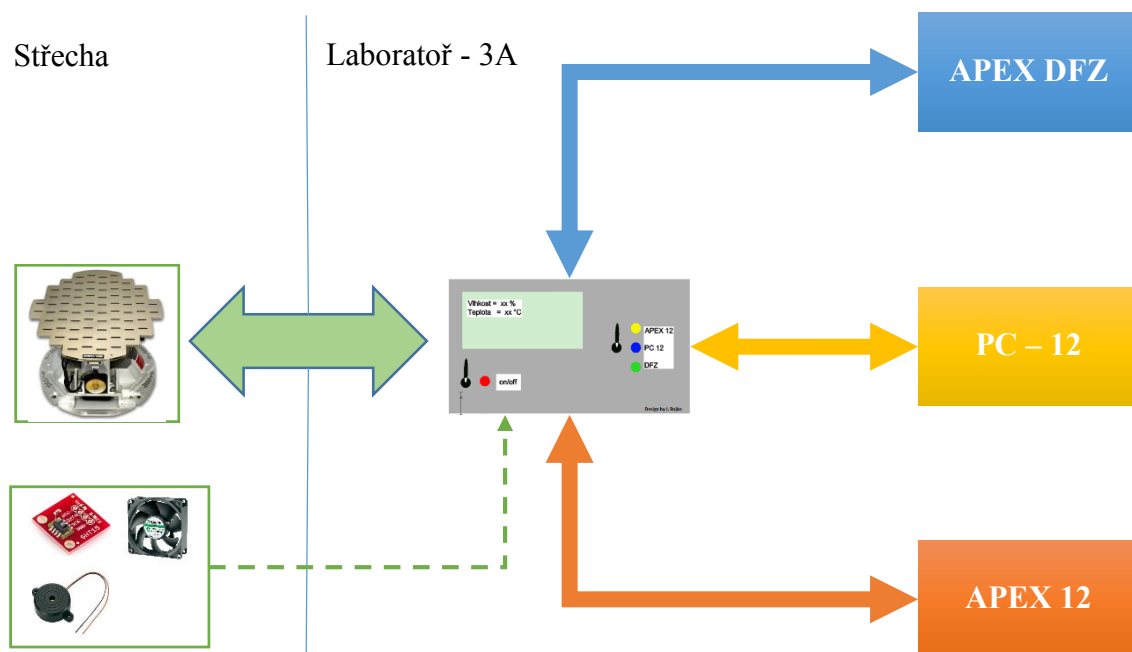 Střecha
Laboratoř - 3A
APEX DFZ
Vlhkost = xx %
Teplota = xx °C
APEX 12
PC 12
DFZ
on/off
PC – 12
APEX 12